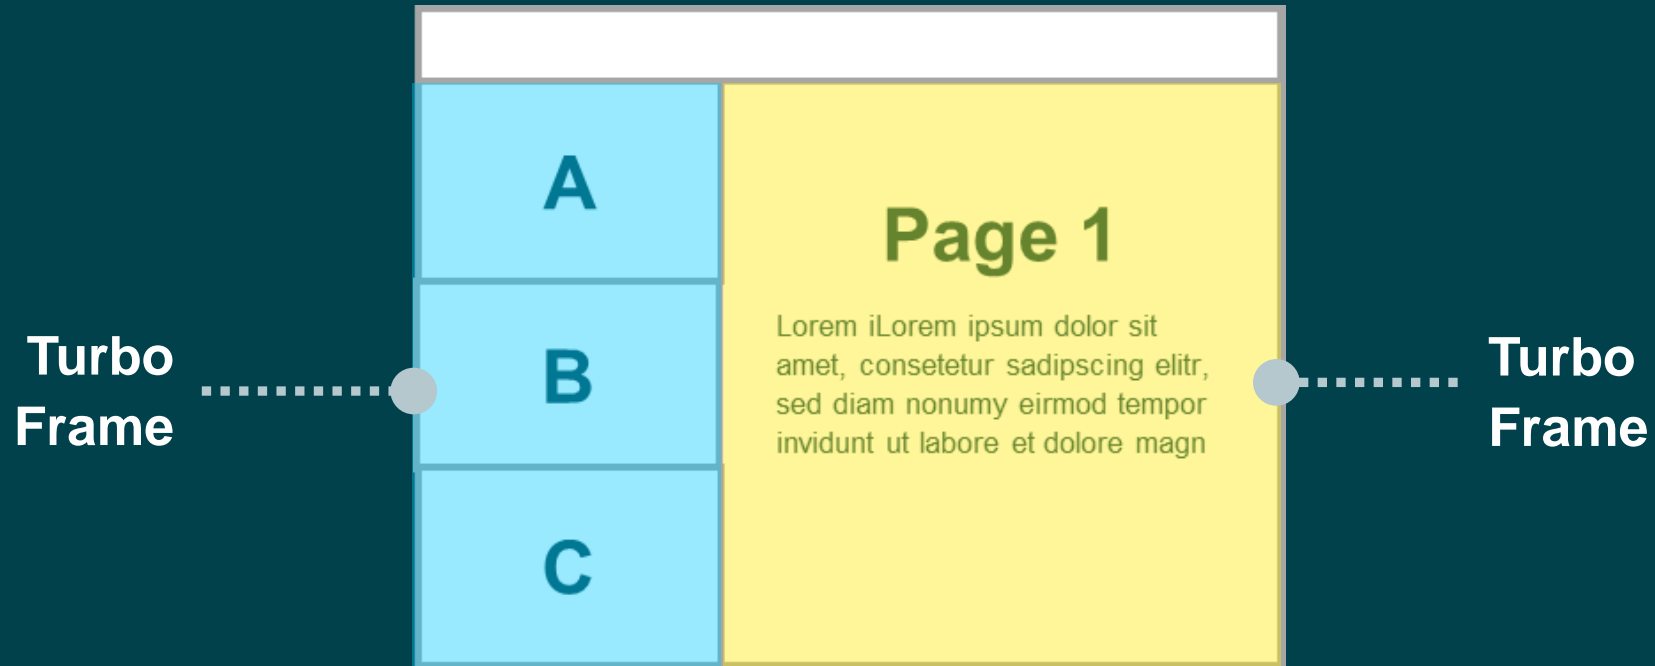 Turbo
Frame
A
B
C
Page 1
Lorem iLorem ipsum dolor sit
amet, consetetur sadipscing elitr,
sed diam nonumy eirmod tempor
invidunt ut labore et dolore magn
Turbo
Frame